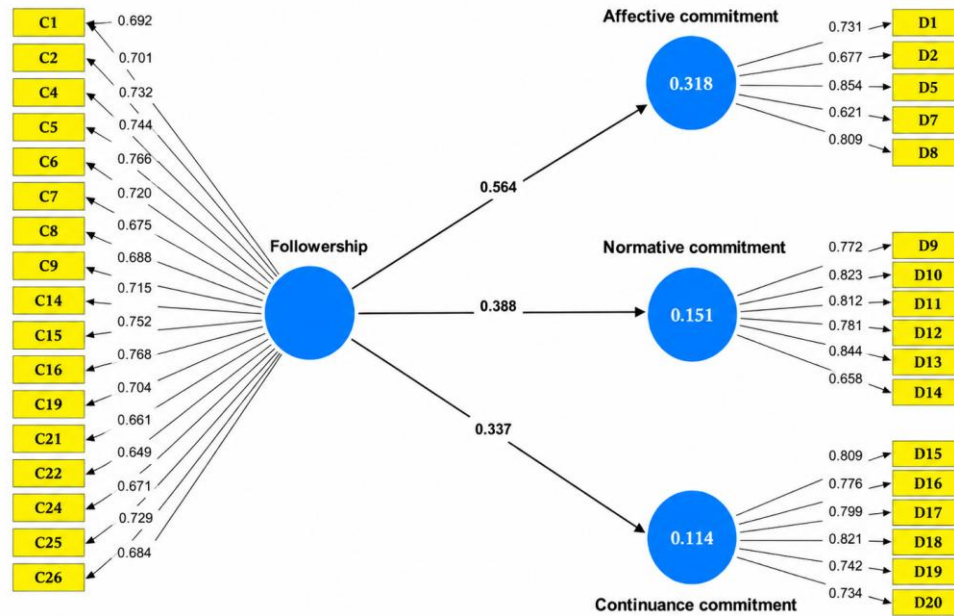 C1
C2
C4
C5
C6
C7
C8
C9
C14
C15
C16
C19
C21
C22
C24
C25
C26
0.692
0.701
0.732
0.744
0.766
0.720
0.675
0.688
0.715
0.752
0.768
0.704
0.661
0.649
0.671
0.729
0.684
Followership
0.564
0.388
0.337
Affective commitment
0.318
0.731
0.677
0.854
0.621
0.809
D1
D2
D5
D7
D8
Normative commitment
0.151
0.772
0.823
0.812
0.781
0.844
0.658
D9
D10
D11
D12
D13
D14
0.114
Continuance commitment
0.809
0.776
0.799
0.821
0.742
0.734
D15
D16
D17
D18
D19
D20